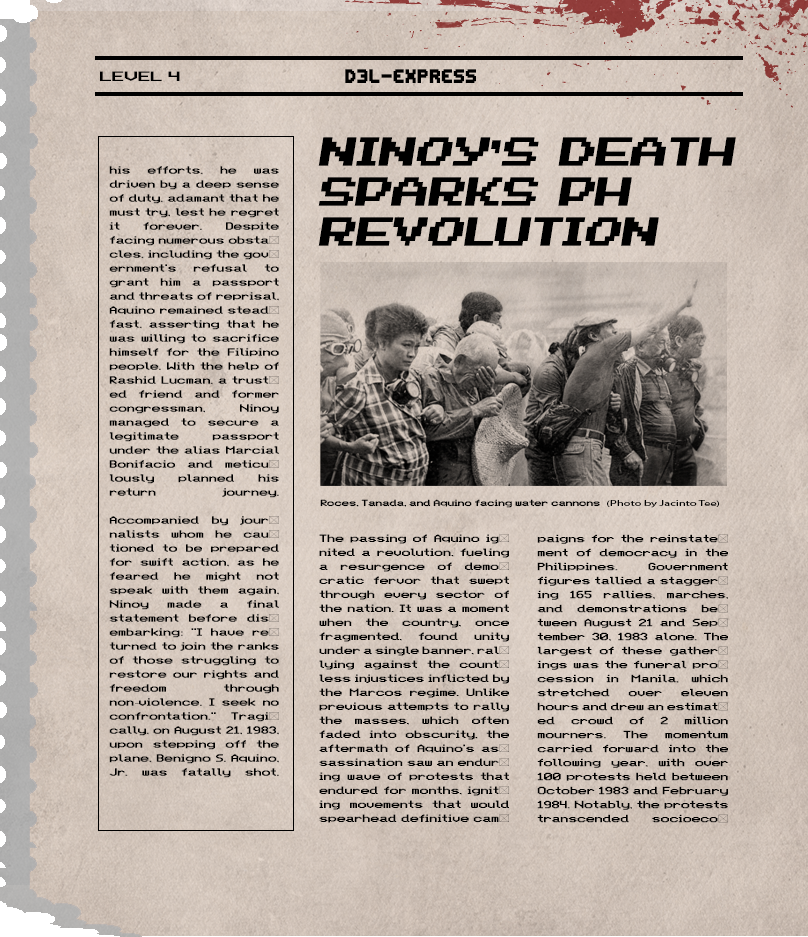 LEVEL 4
D3L-EXPRESS
his efforts, he was
driven by a deep sense
of duty, adamant that he
must try, lest he regret
it forever. Despite
facing numerous obsta
cles, including the gov
ernment's refusal to
grant him a passport
and threats of reprisal,
Aquino remained stead
fast, asserting that he
was willing to sacrifice
himself for the Filipino
people. With the help of
Rashid Lucman, a trust
ed friend and former
congressman, Ninoy
managed to secure a
legitimate passport
under the alias Marcial
Bonifacio and meticu
lously planned his
return journey.
Accompanied by jour
nalists whom he cau
tioned to be prepared
for swift action, as he
feared he might not
speak with them again,
Ninoy made a final
statement before dis
embarking: "I have re
turned to join the ranks
of those struggling to
restore our rights and
freedom through
non-violence. I seek no
confrontation." Tragi
cally, on August 21, 1983,
upon stepping off the
plane, Benigno S. Aquino,
Jr. was fatally shot.
NINOY'S DEATH
SPARKS PH
REVOLUTION
Roces, Tanada, and Aquino facing water cannons (Photo by Jacinto Tee)
The passing of Aquino ig
nited a revolution, fueling
a resurgence of demo
cratic fervor that swept
through every sector of
the nation. It was a moment
when the country, once
fragmented, found unity
under a single banner, ral
lying against the count
less injustices inflicted by
the Marcos regime. Unlike
previous attempts to rally
the masses, which often
faded into obscurity, the
aftermath of Aquino's as
sassination saw an endur
ing wave of protests that
endured for months, ignit
ing movements that would
spearhead definitive cam
paigns for the reinstate
ment of democracy in the
Philippines. Government
figures tallied a stagger
ing 165 rallies, marches,
and demonstrations be
tween August 21 and Sep
tember 30, 1983 alone. The
largest of these gather
ings was the funeral pro
cession in Manila, which
stretched over eleven
hours and drew an estimat
ed crowd of 2 million
mourners. The momentum
carried forward into the
following year, with over
100 protests held between
October 1983 and February
1984. Notably, the protests
transcended socioeco